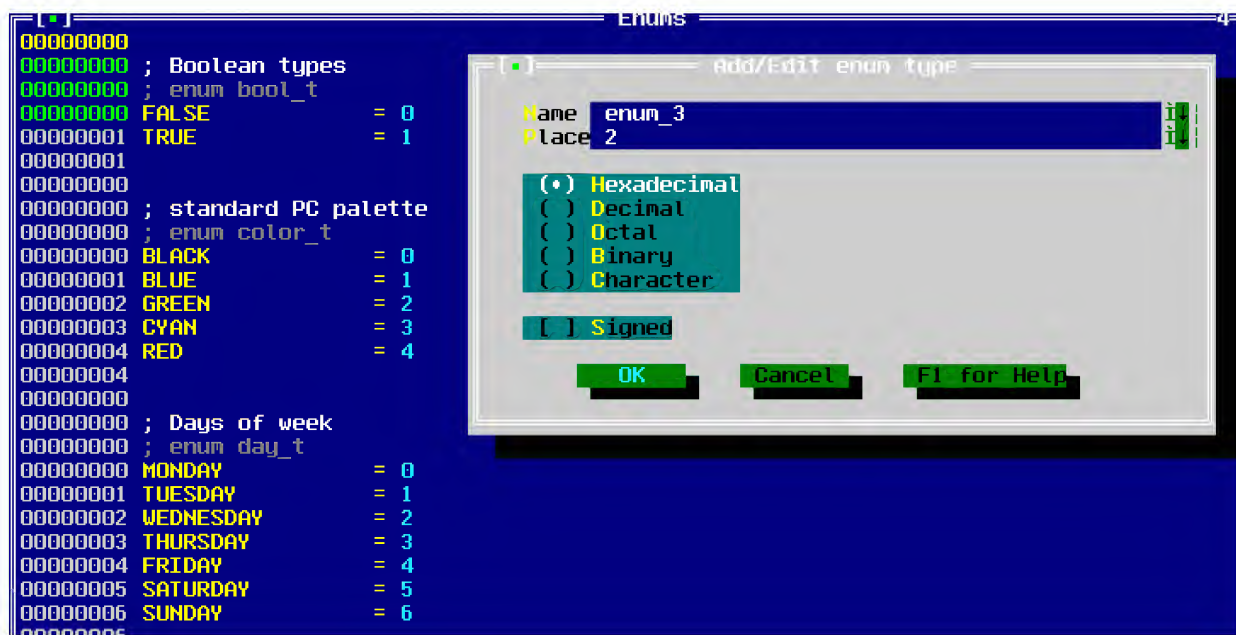 [▪] Enums 4
00000000
00000000 ; Boolean types
00000000 ; enum bool_t
00000000 FALSE = 0
00000001 TRUE = 1
00000001
00000000
00000000 ; standard PC palette
00000000 ; enum color_t
00000000 BLACK = 0
00000001 BLUE = 1
00000002 GREEN = 2
00000003 CYAN = 3
00000004 RED = 4
00000004
00000000
00000000 ; Days of week
00000000 ; enum day_t
00000000 MONDAY = 0
00000001 TUESDAY = 1
00000002 WEDNESDAY = 2
00000003 THURSDAY = 3
00000004 FRIDAY = 4
00000005 SATURDAY = 5
00000006 SUNDAY = 6
00000006
[▪] Add/Edit enum type
Name enum_3 ì↓¦
Place 2 ì↓¦
(•) Hexadecimal
( ) Decimal
( ) Octal
( ) Binary
( ) Character
[ ] Signed
OK Cancel F1 for Help